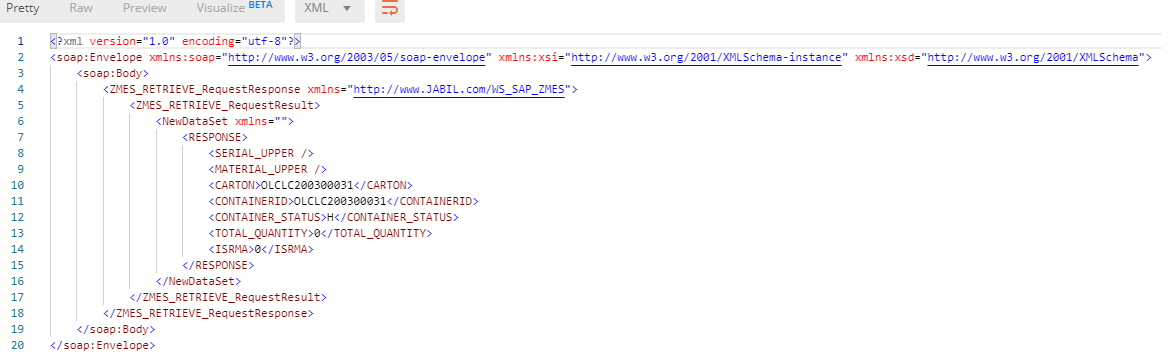 Pretty Raw Preview Visualize BETA XML
1 <?xml version="1.0" encoding="utf-8"?>
2 <soap:Envelope xmlns:soap="http://www.w3.org/2003/05/soap-envelope" xmlns:xsi="http://www.w3.org/2001/XMLSchema-instance" xmlns:xsd="http://www.w3.org/2001/XMLSchema">
3 <soap:Body>
4 <ZMES_RETRIEVE_RequestResponse xmlns="http://www.JABIL.com/WS_SAP_ZMES">
5 <ZMES_RETRIEVE_RequestResult>
6 <NewDataSet xmlns="">
7 <RESPONSE>
8 <SERIAL_UPPER />
9 <MATERIAL_UPPER />
10 <CARTON>OLCLC200300031</CARTON>
11 <CONTAINERID>OLCLC200300031</CONTAINERID>
12 <CONTAINER_STATUS>H</CONTAINER_STATUS>
13 <TOTAL_QUANTITY>0</TOTAL_QUANTITY>
14 <ISRMA>0</ISRMA>
15 </RESPONSE>
16 </NewDataSet>
17 </ZMES_RETRIEVE_RequestResult>
18 </ZMES_RETRIEVE_RequestResponse>
19 </soap:Body>
20 </soap:Envelope>